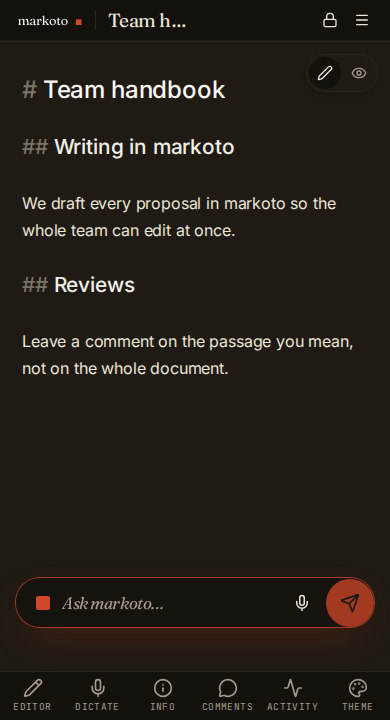 markoto
Team h...
# Team handbook
## Writing in markoto
We draft every proposal in markoto so the
whole team can edit at once.
## Reviews
Leave a comment on the passage you mean,
not on the whole document.
Ask markoto...
EDITOR DICTATE INFO COMMENTS ACTIVITY THEME